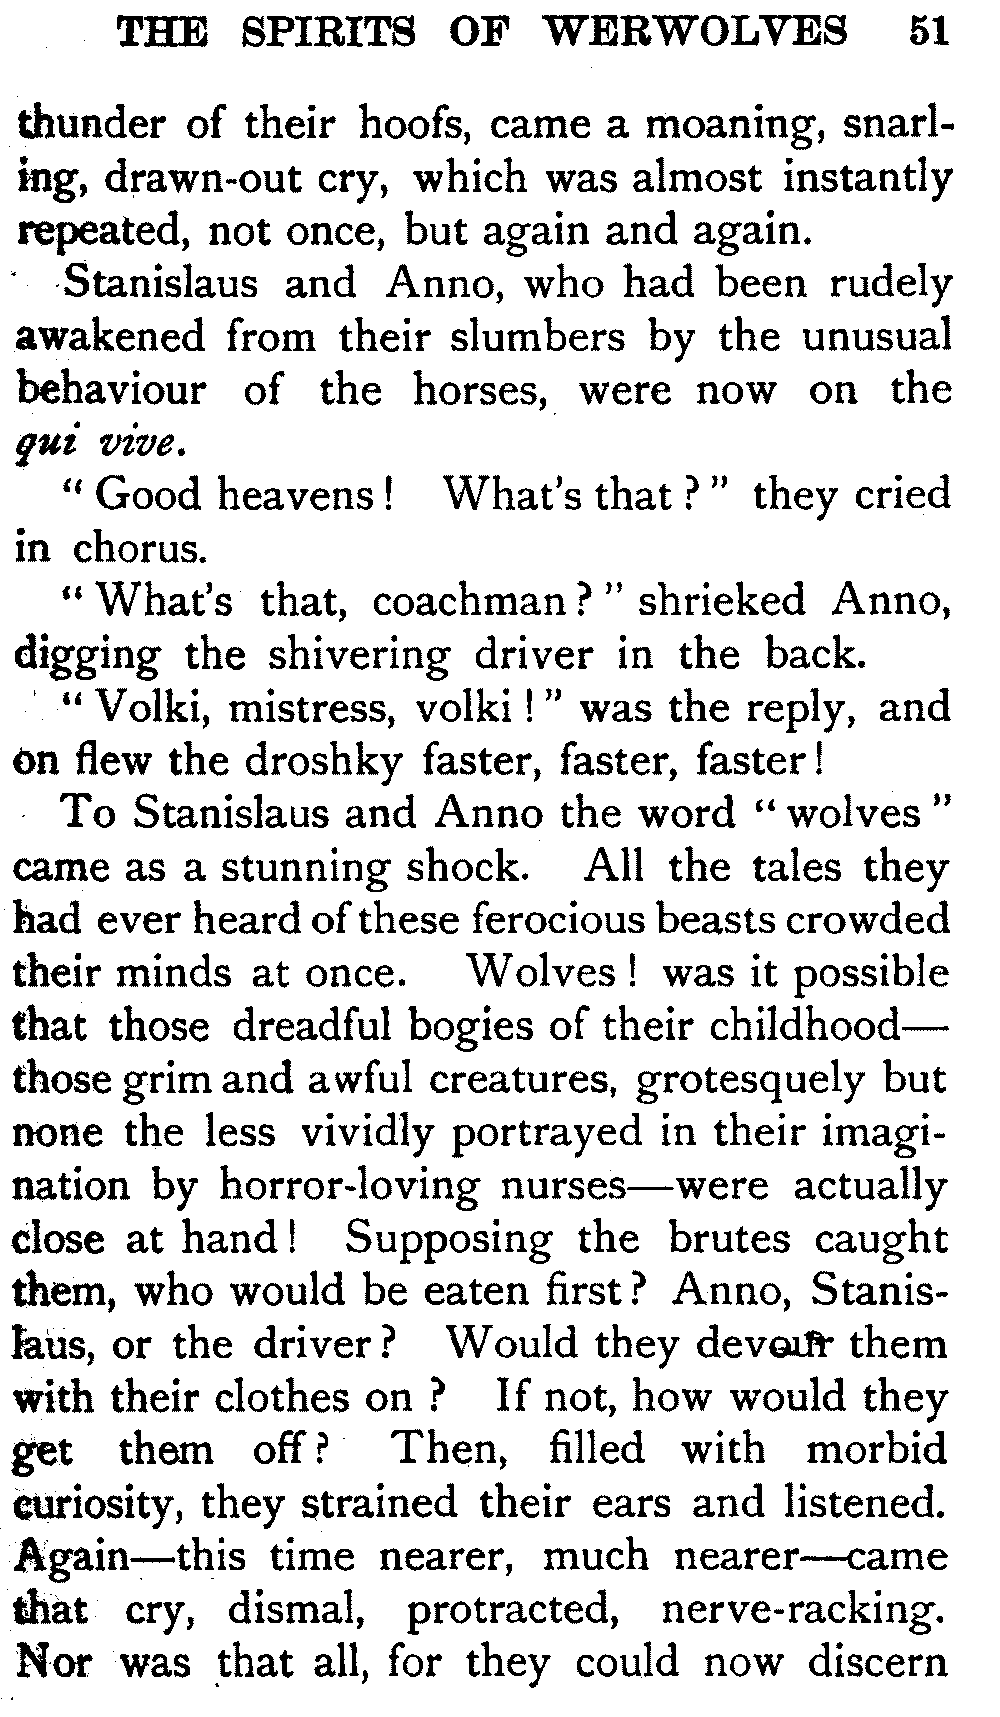 THE SPIRITS OF WERWOLVES 51
thunder of their hoofs, came a moaning, snarl-
ing, drawn-out cry, which was almost instantly
repeated, not once, but again and again.
Stanislaus and Anno, who had been rudely
awakened from their slumbers by the unusual
behaviour of the horses, were now on the
qui vive.
"Good heavens! What's that?" they cried
in chorus.
"What's that, coachman?" shrieked Anno,
digging the shivering driver in the back.
"Volki, mistress, volki!" was the reply, and
on flew the droshky faster, faster, faster!
To Stanislaus and Anno the word "wolves"
came as a stunning shock. All the tales they
had ever heard of these ferocious beasts crowded
their minds at once. Wolves! was it possible
that those dreadful bogies of their childhood—
those grim and awful creatures, grotesquely but
none the less vividly portrayed in their imagi-
nation by horror-loving nurses—were actually
close at hand! Supposing the brutes caught
them, who would be eaten first? Anno, Stanis-
laus, or the driver? Would they devour them
with their clothes on? If not, how would they
get them off? Then, filled with morbid
curiosity, they strained their ears and listened.
Again—this time nearer, much nearer—came
that cry, dismal, protracted, nerve-racking.
Nor was that all, for they could now discern